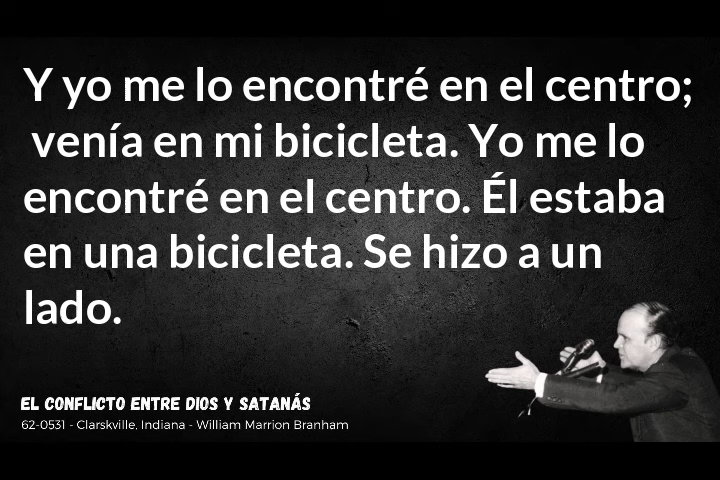 Y yo me lo encontré en el centro;
venía en mi bicicleta. Yo me lo
encontré en el centro. Él estaba
en una bicicleta. Se hizo a un
lado.
EL CONFLICTO ENTRE DIOS Y SATANÁS
62-0531 - Clarskville, Indiana - William Marrion Branham